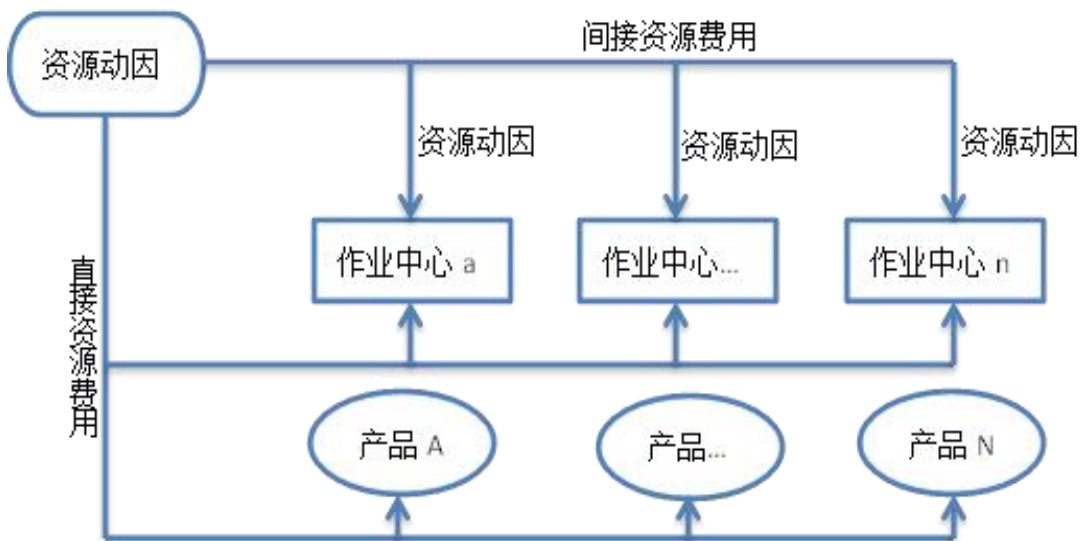 间接资源费用
资源动因
资源动因
资源动因
资源动因
作业中心 a
作业中心...
作业中心 n
直接资源费用
产品 A
产品...
产品 N